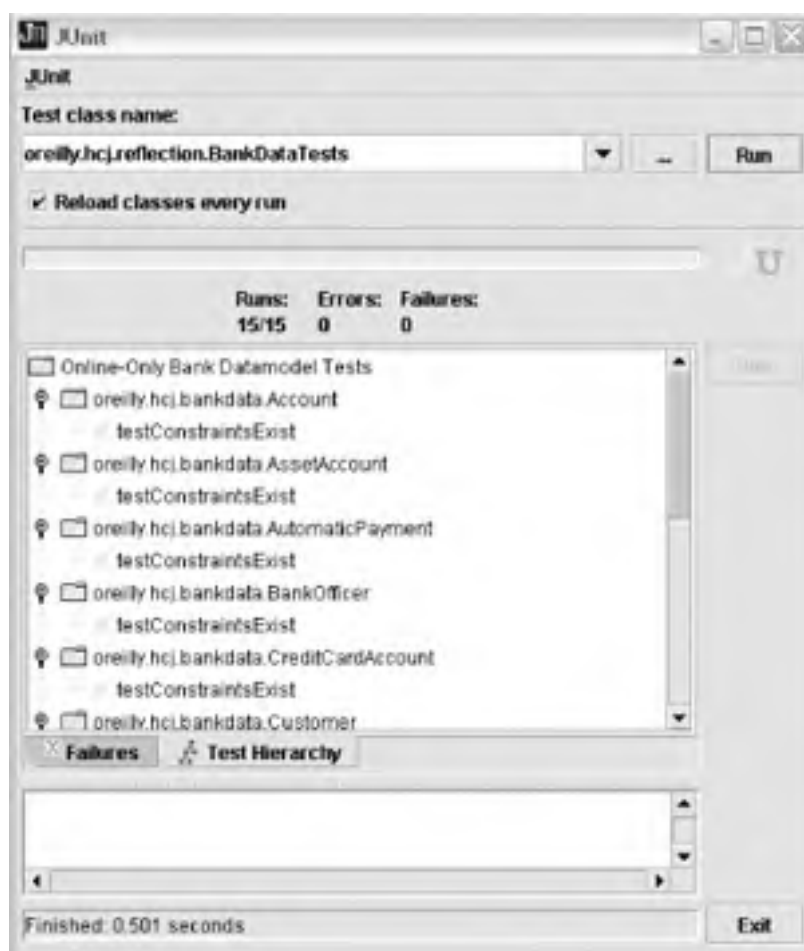 JUnit
JUnit
Test class name:
oreilly.hcj.reflection.BankDataTests
...
Run
Reload classes every run
Runs: Errors: Failures:
15/15 0 0
Online-Only Bank Datamodel Tests
oreilly.hcj.bankdata.Account
testConstraintsExist
oreilly.hcj.bankdata.AssetAccount
testConstraintsExist
oreilly.hcj.bankdata.AutomaticPayment
testConstraintsExist
oreilly.hcj.bankdata.BankOfficer
testConstraintsExist
oreilly.hcj.bankdata.CreditCardAccount
testConstraintsExist
oreilly.hcj.bankdata.Customer
Failures
Test Hierarchy
Finished: 0.501 seconds
Exit